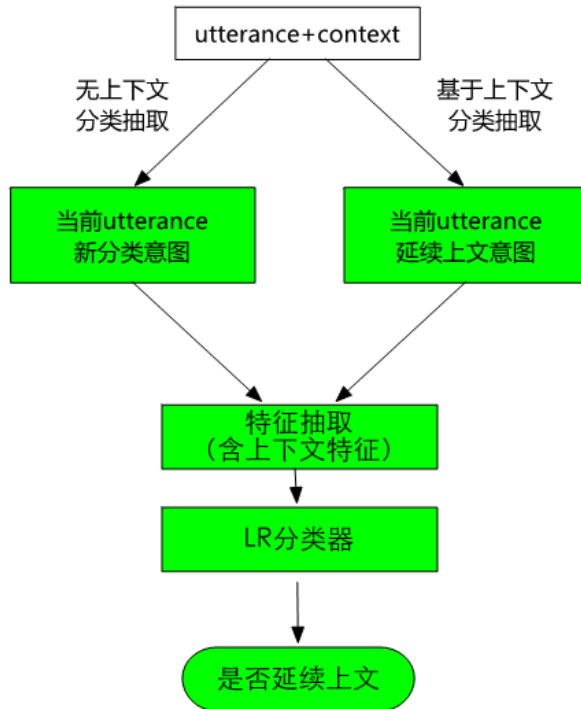 utterance+context
无上下文
分类抽取
基于上下文
分类抽取
当前utterance
新分类意图
当前utterance
延续上文意图
特征抽取
（含上下文特征）
LR分类器
是否延续上文